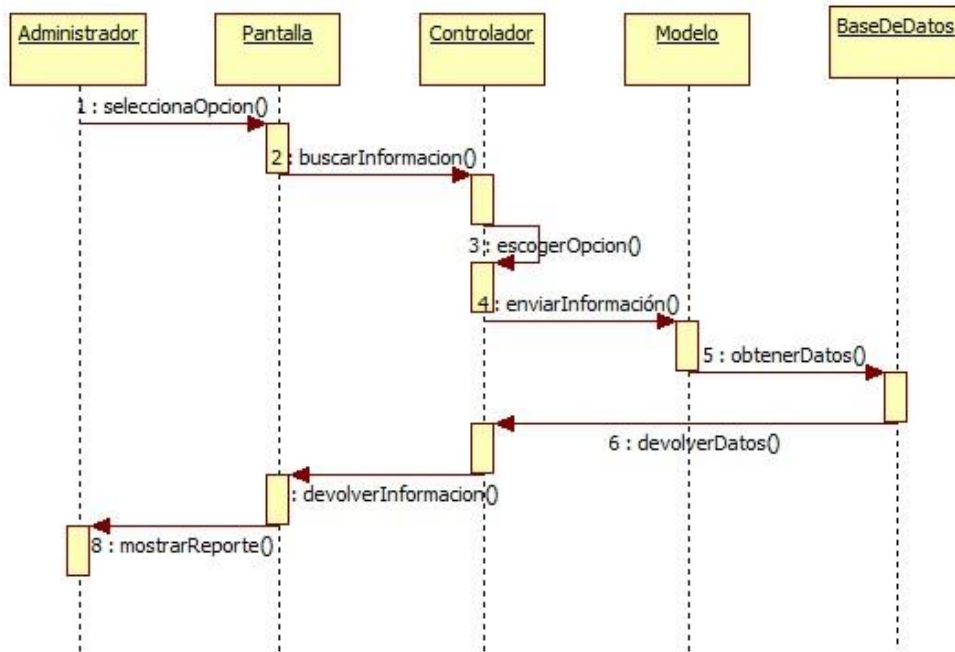 Administrador
Pantalla
Controlador
Modelo
BaseDeDatos
1 : seleccionaOpcion()
2 : buscarInformacion()
3 : escogerOpcion()
4 : enviarInformación()
5 : obtenerDatos()
6 : devolverDatos()
: devolverInformacion()
8 : mostrarReporte()